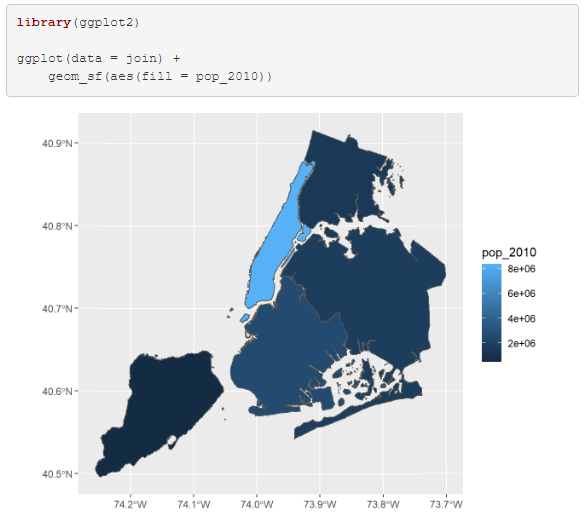 library(ggplot2)
ggplot(data = join) +
geom_sf(aes(fill = pop_2010))
40.9°N
40.8°N
40.7°N
40.6°N
40.5°N
74.2°W 74.1°W 74.0°W 73.9°W 73.8°W 73.7°W
pop_2010
8e+06
6e+06
4e+06
2e+06